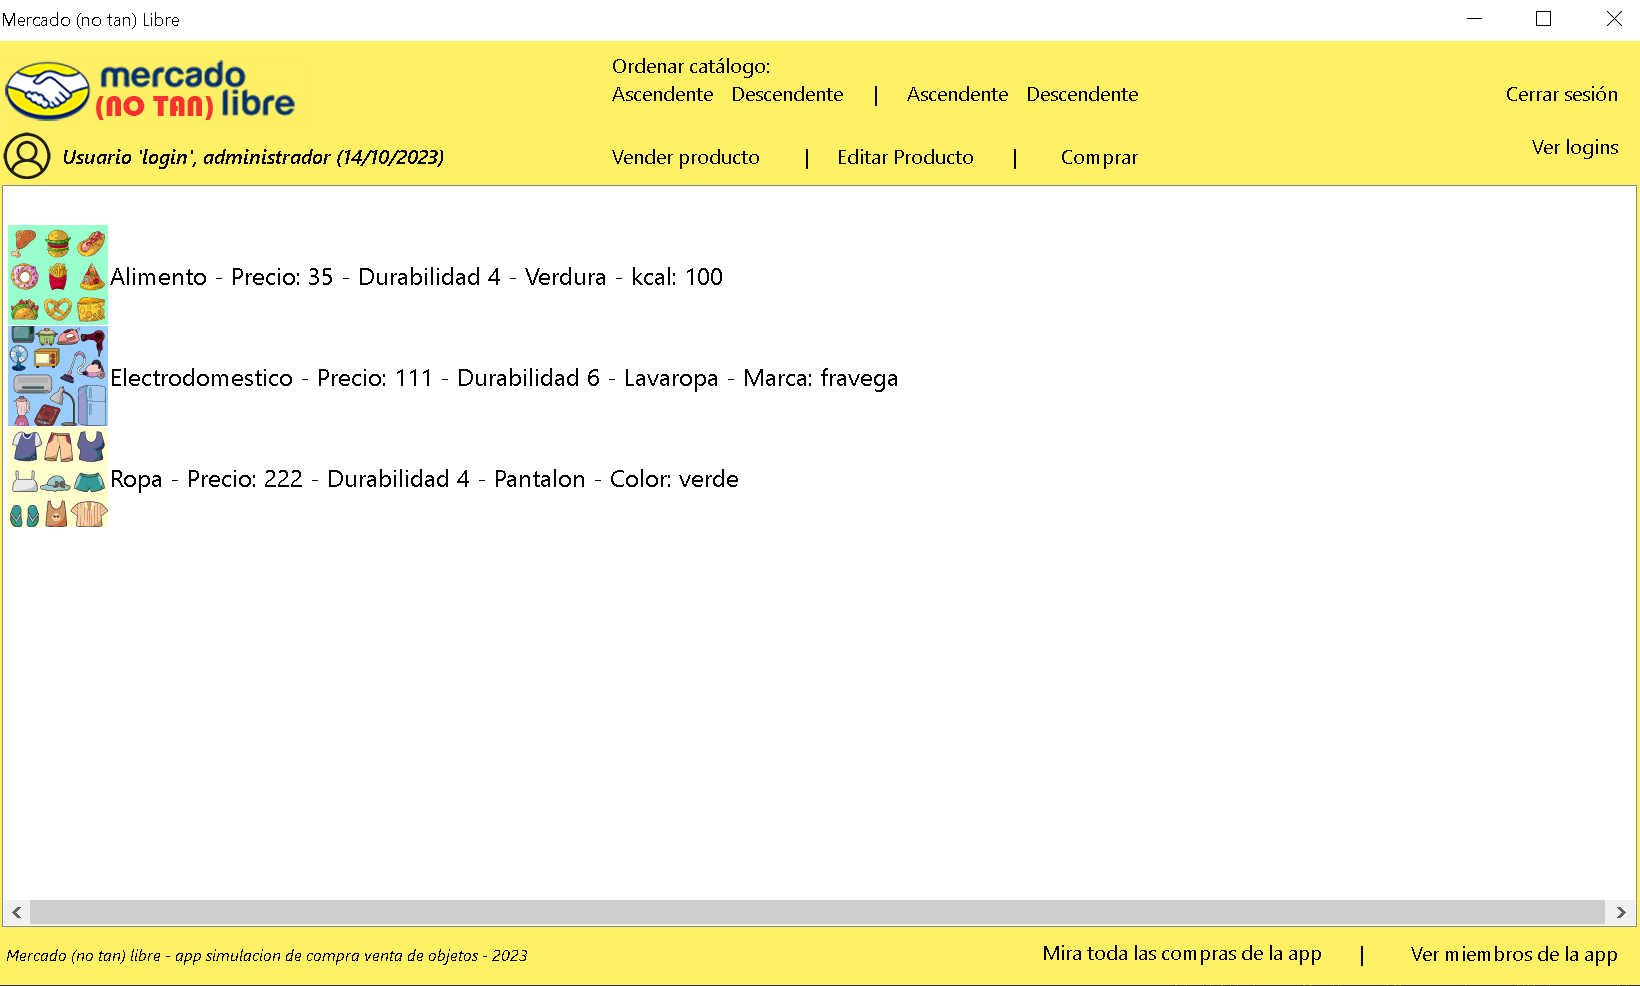 Mercado (no tan) Libre
mercado
(NO TAN) libre
Ordenar catálogo:
Ascendente Descendente | Ascendente Descendente
Cerrar sesión
Usuario 'login', administrador (14/10/2023)
Vender producto | Editar Producto | Comprar
Ver logins
Alimento - Precio: 35 - Durabilidad 4 - Verdura - kcal: 100
Electrodomestico - Precio: 111 - Durabilidad 6 - Lavaropa - Marca: fravega
Ropa - Precio: 222 - Durabilidad 4 - Pantalon - Color: verde
Mercado (no tan) libre - app simulacion de compra venta de objetos - 2023
Mira toda las compras de la app | Ver miembros de la app